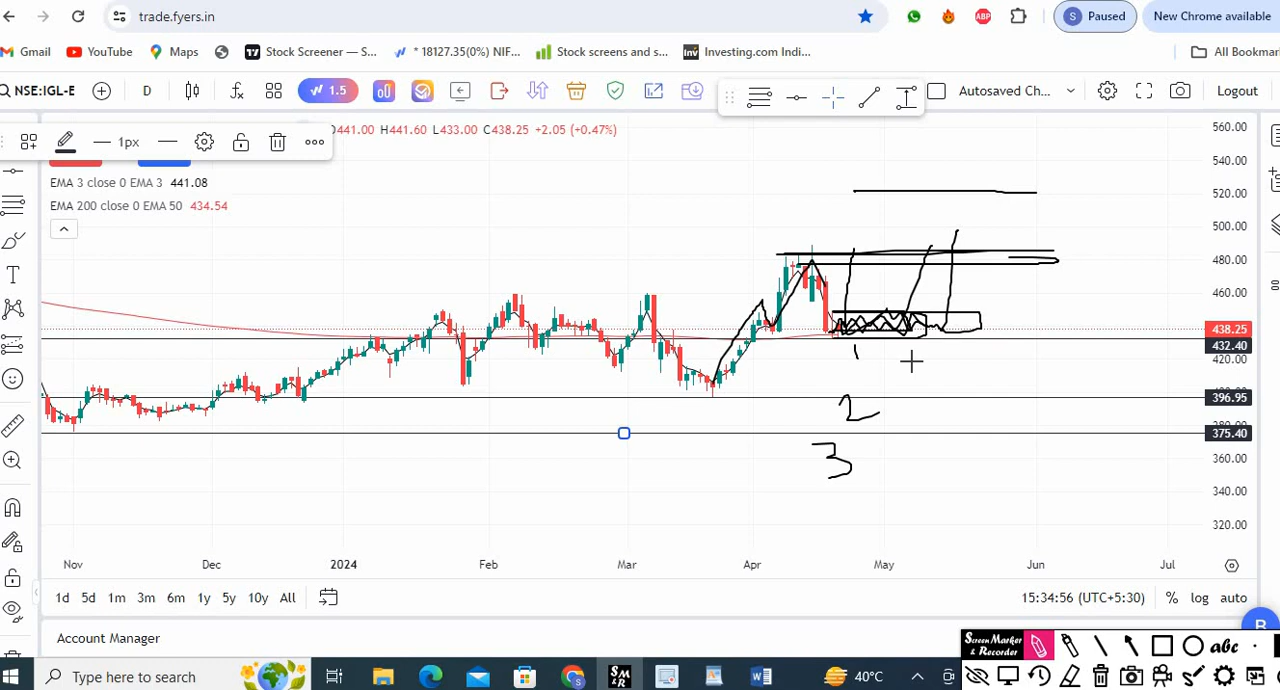 trade.fyers.in
S Paused
New Chrome available
ABP
Gmail
YouTube
Maps
Stock Screener — S...
* 18127.35(0%) NIF...
Stock screens and s...
Inv Investing.com Indi...
All Bookmar
NSE:IGL-E
D
1.5
Autosaved Ch...
Logout
441.00 H441.60 L433.00 C438.25 +2.05 (+0.47%)
1px
EMA 3 close 0 EMA 3 441.08
EMA 200 close 0 EMA 50 434.54
560.00
540.00
520.00
500.00
480.00
460.00
438.25
432.40
420.00
396.95
375.40
360.00
340.00
320.00
1
2
3
Nov Dec 2024 Feb Mar Apr May Jun Jul
1d 5d 1m 3m 6m 1y 5y 10y All
15:34:56 (UTC+5:30) % log auto
Account Manager
B
Screen Marker
& Recorder
abc
Type here to search
SM
R
W
40°C